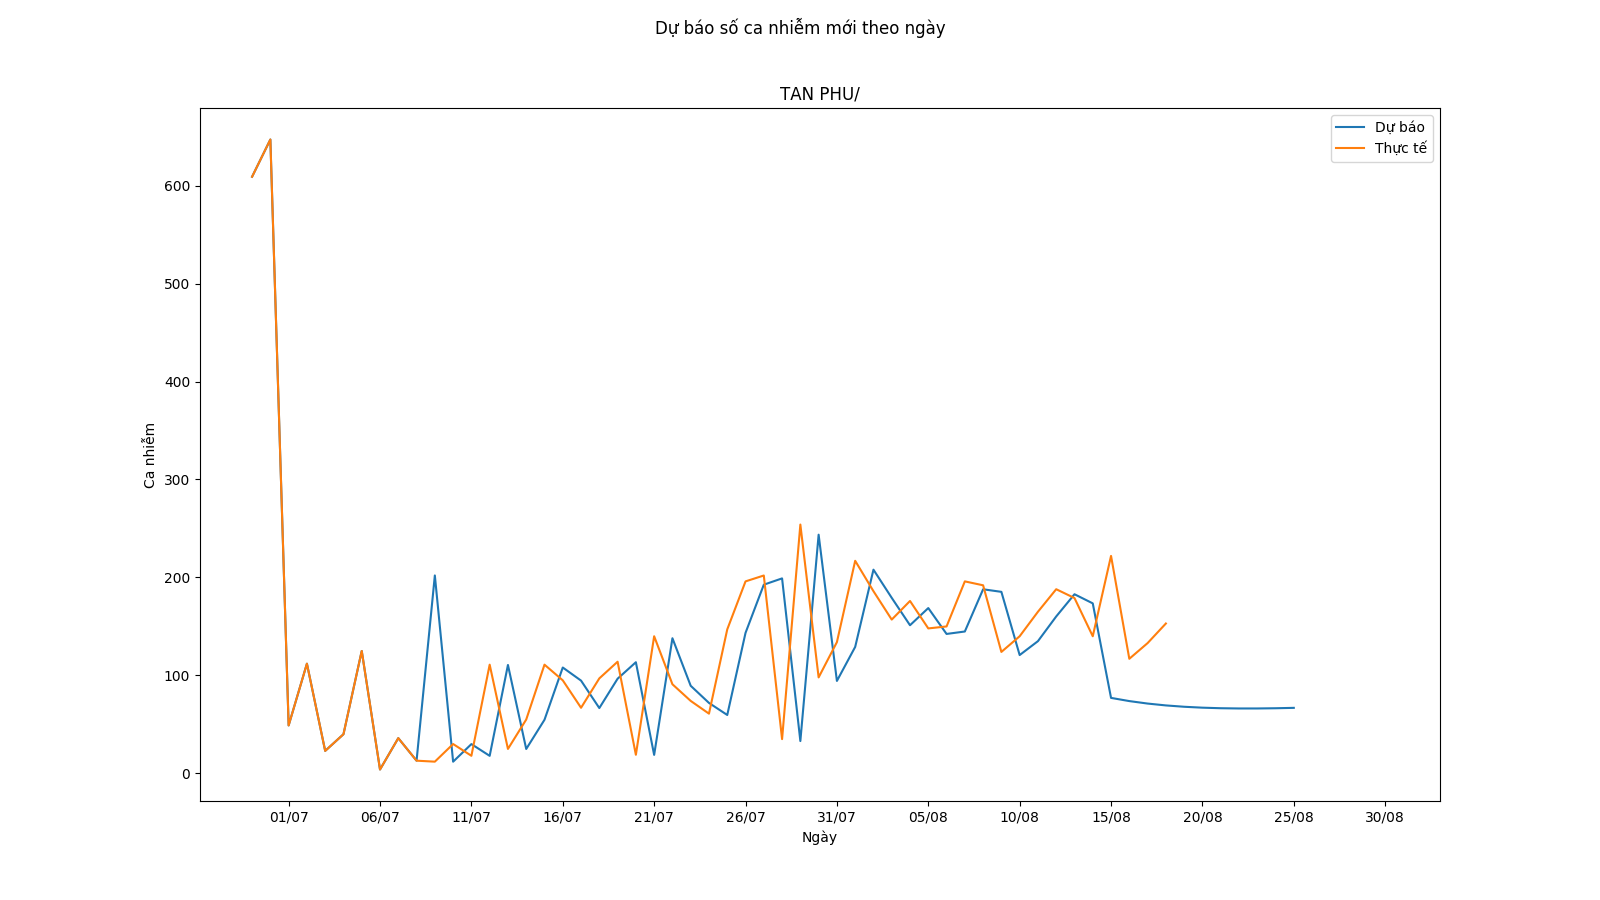 Dự báo số ca nhiễm mới theo ngày
TAN PHU/
Dự báo
Thực tế
600
500
400
300
200
100
0
Ca nhiễm
01/07 06/07 11/07 16/07 21/07 26/07 31/07 05/08 10/08 15/08 20/08 25/08 30/08
Ngày